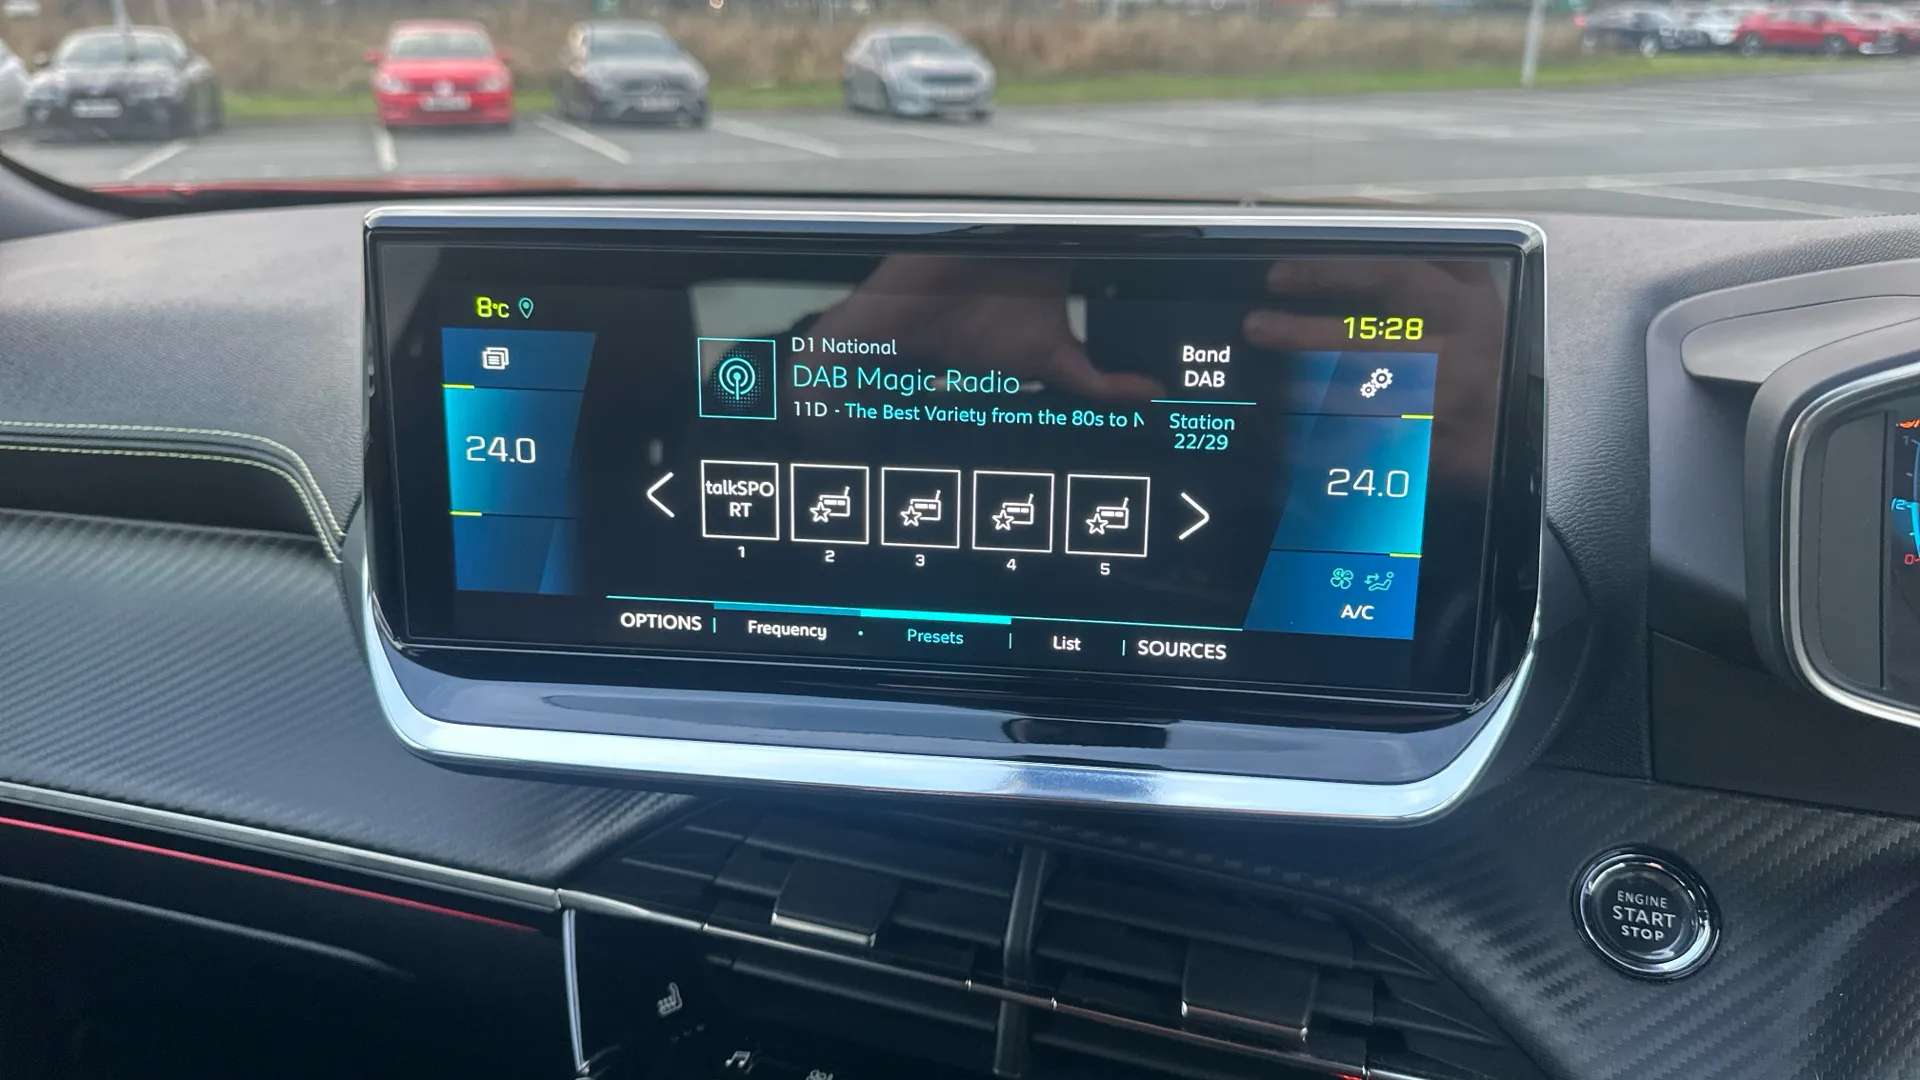 8°C
15:28
D1 National
DAB Magic Radio
11D - The Best Variety from the 80s to N
Band
DAB
Station
22/29
24.0
24.0
talkSPO
RT
1
2
3
4
5
A/C
OPTIONS | Frequency • Presets | List | SOURCES
ENGINE
START
STOP